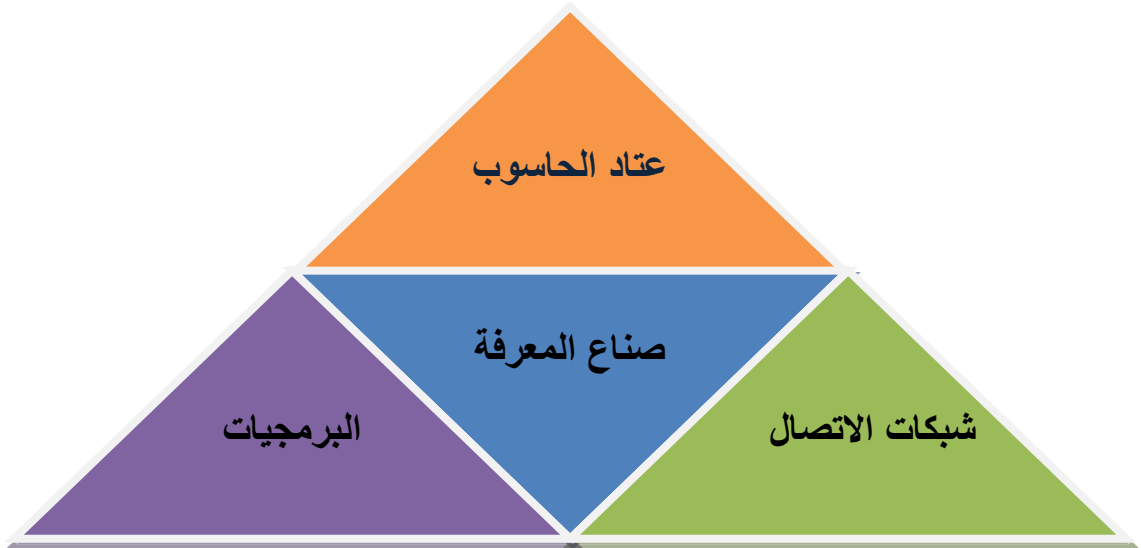 عتاد الحاسوب
صناع المعرفة
شبكات الاتصال
البرمجيات